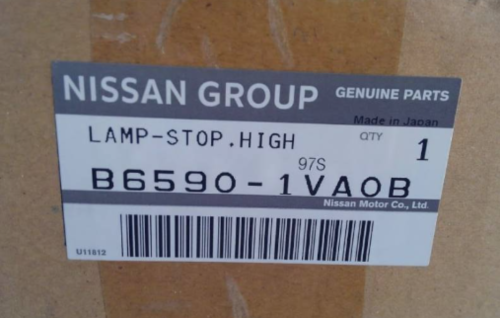 NISSAN GROUP GENUINE PARTS
Made in Japan
LAMP-STOP.HIGH Q'TY 1
97S
B6590-1VA0B
Nissan Motor Co., Ltd.
U11812